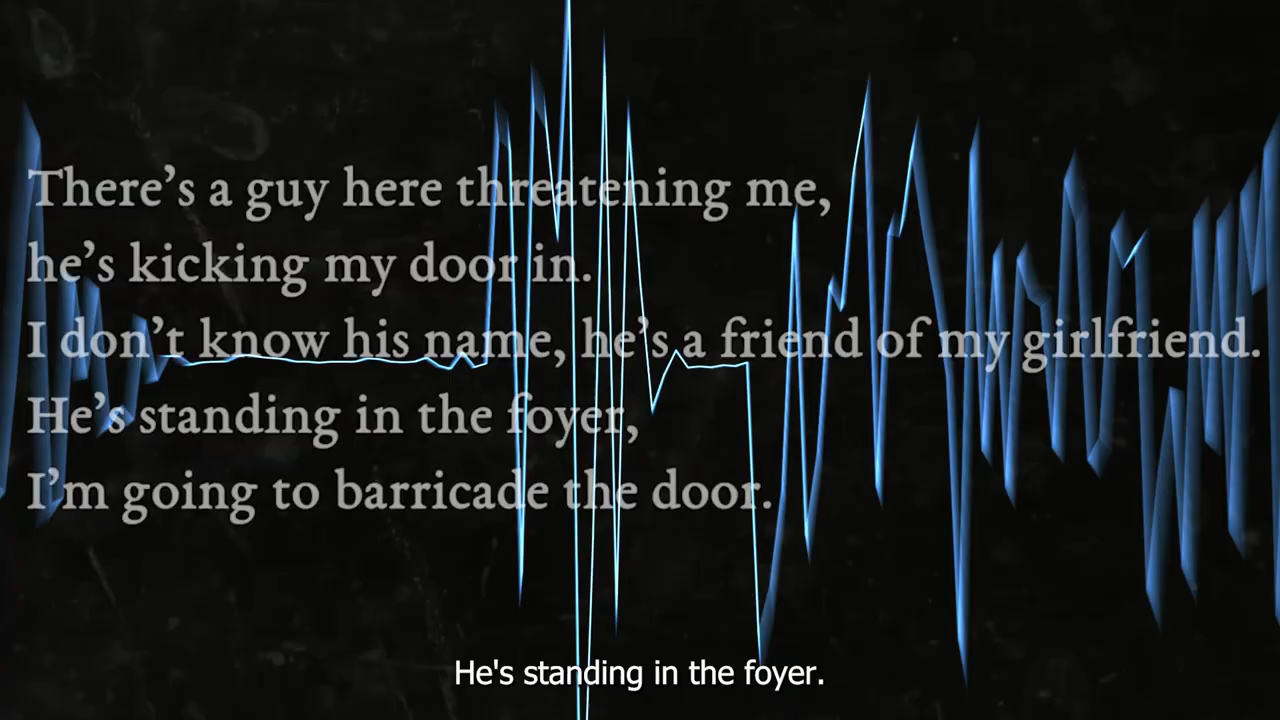 There’s a guy here threatening me,
he’s kicking my door in.
I don’t know his name, he’s a friend of my girlfriend.
He’s standing in the foyer,
I’m going to barricade the door.
He's standing in the foyer.